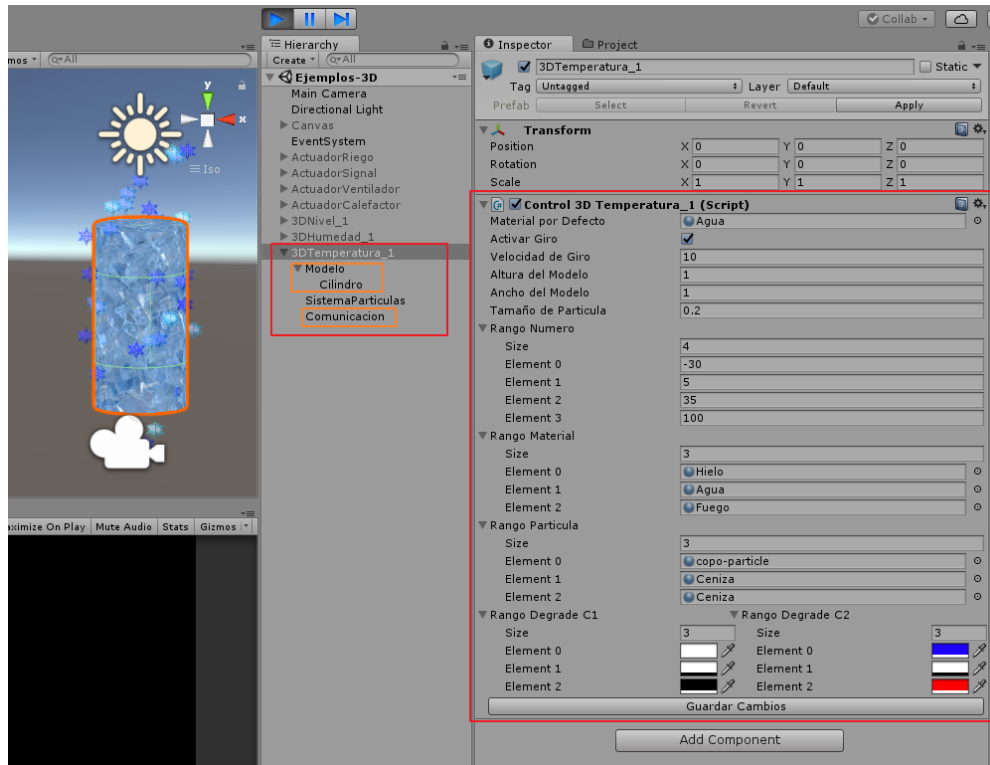 Collab
Hierarchy
Inspector
Project
mos
Q▾All
Create
Q▾All
3DTemperatura_1
Static
Ejemplos-3D
Tag Untagged Layer Default
y
Main Camera
Prefab Select Revert Apply
Directional Light
x
Canvas
Transform
EventSystem
Position X 0 Y 0 Z 0
Iso
ActuadorRiego
Rotation X 0 Y 0 Z 0
ActuadorSignal
Scale X 1 Y 1 Z 1
ActuadorVentilador
ActuadorCalefactor
Control 3D Temperatura_1 (Script)
3DNivel_1
Material por Defecto Agua
3DHumedad_1
Activar Giro
3DTemperatura_1
Velocidad de Giro 10
Modelo
Altura del Modelo 1
Cilindro
Ancho del Modelo 1
SistemaParticulas
Tamaño de Particula 0.2
Comunicacion
Rango Numero
Size 4
Element 0 -30
Element 1 5
Element 2 35
Element 3 100
Rango Material
Size 3
Element 0 Hielo
Element 1 Agua
Element 2 Fuego
aximize On Play Mute Audio Stats Gizmos
Rango Particula
Size 3
Element 0 copo-particle
Element 1 Ceniza
Element 2 Ceniza
Rango Degrade C1 Rango Degrade C2
Size 3 Size 3
Element 0 Element 0
Element 1 Element 1
Element 2 Element 2
Guardar Cambios
Add Component